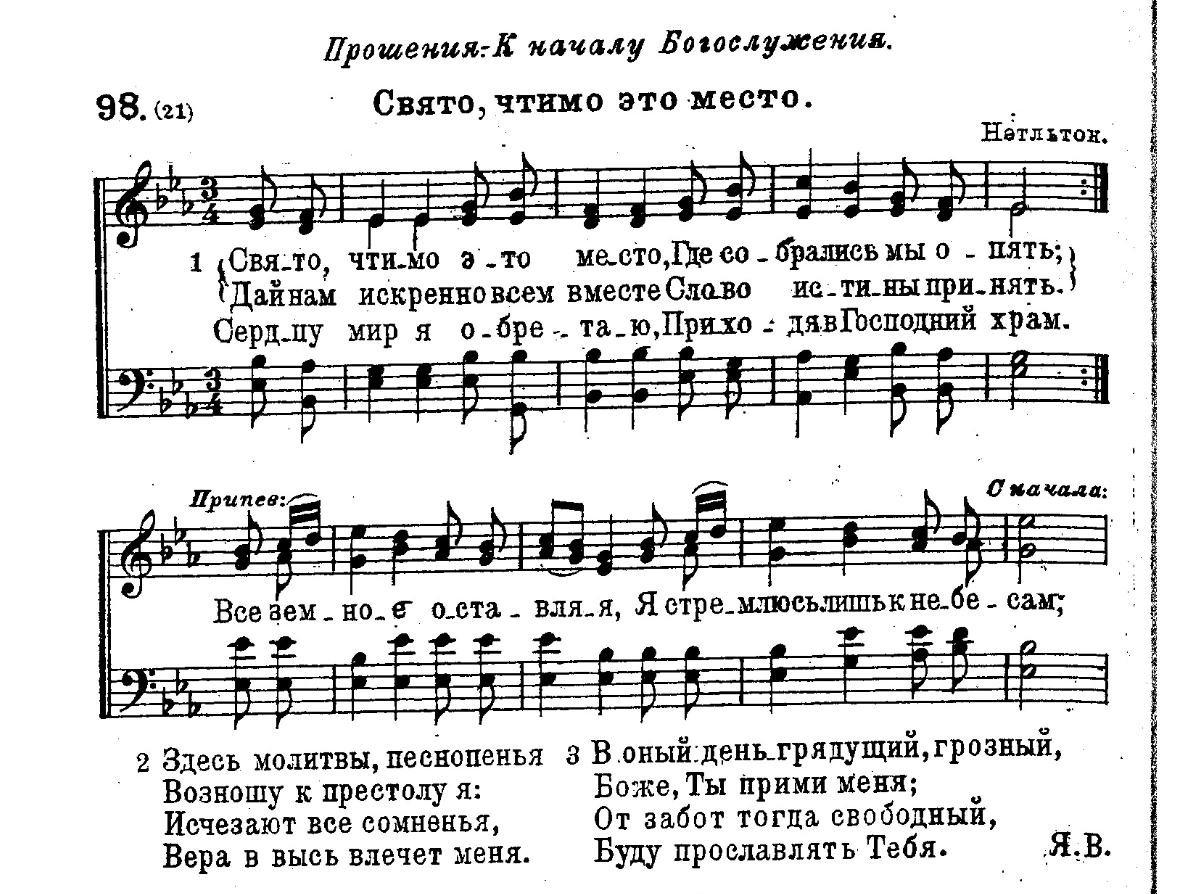 Прошения:-К началу Богослужения.
98. (21) Свято, чтимо это место.
Нэтльтон.
1 Свя-то, чти-мо э-то ме-сто, Где со-брались мы о-пять;
Дай нам искренно всем вместе Слово ис-ти-ны при-нять.
Серд-цу мир я о-бре-та-ю, При-хо-дя в Господний храм.
Припев:
С начала:
Все зем-но-е о-ста-вля-я, Я стре-млюсь лишь к не-бе-сам;
2 Здесь молитвы, песнопенья
Возношу к престолу я:
Исчезают все сомненья,
Вера в высь влечет меня.
3 В оный день грядущий, грозный,
Боже, Ты прими меня;
От забот тогда свободный,
Буду прославлять Тебя.
Я. В.